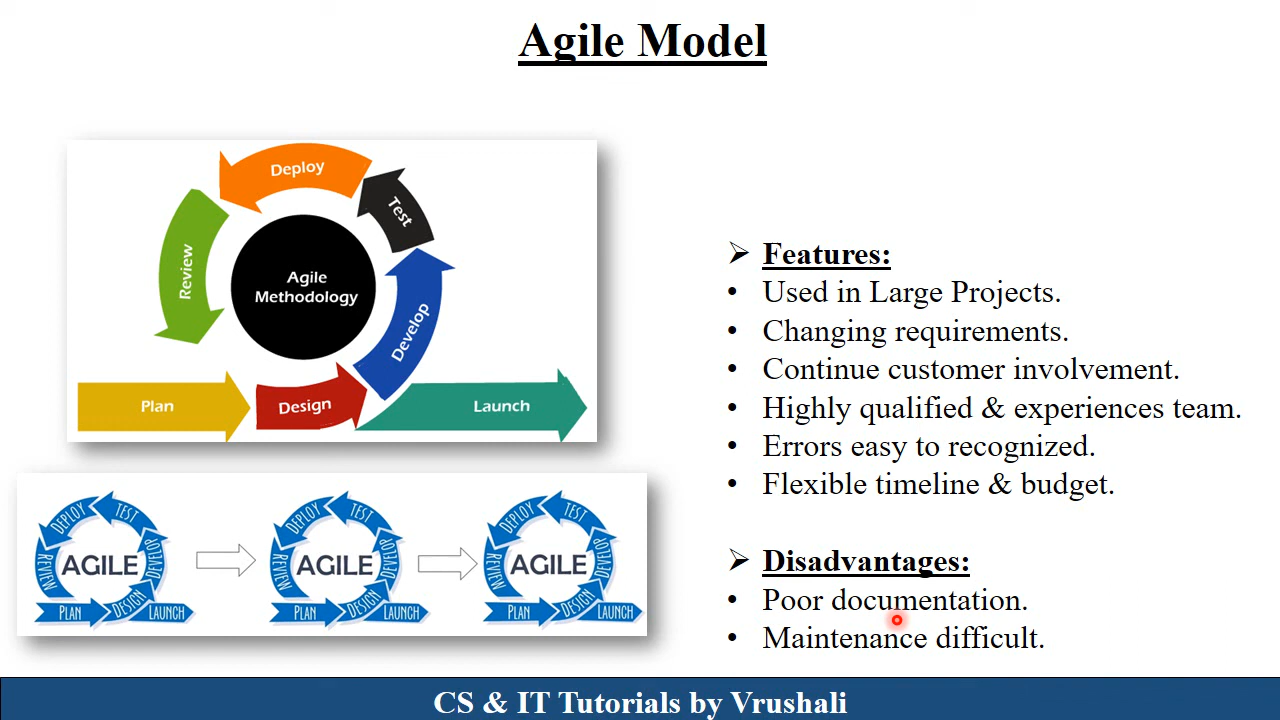 Agile Model
Deploy
Test
Review
Agile
Methodology
Develop
Plan
Design
Launch
DEPLOY
TEST
REVIEW
AGILE
DEVELOP
PLAN
DESIGN
LAUNCH
DEPLOY
TEST
REVIEW
AGILE
DEVELOP
PLAN
DESIGN
LAUNCH
DEPLOY
TEST
REVIEW
AGILE
DEVELOP
PLAN
DESIGN
LAUNCH
➢ Features:
• Used in Large Projects.
• Changing requirements.
• Continue customer involvement.
• Highly qualified & experiences team.
• Errors easy to recognized.
• Flexible timeline & budget.
➢ Disadvantages:
• Poor documentation.
• Maintenance difficult.
CS & IT Tutorials by Vrushali